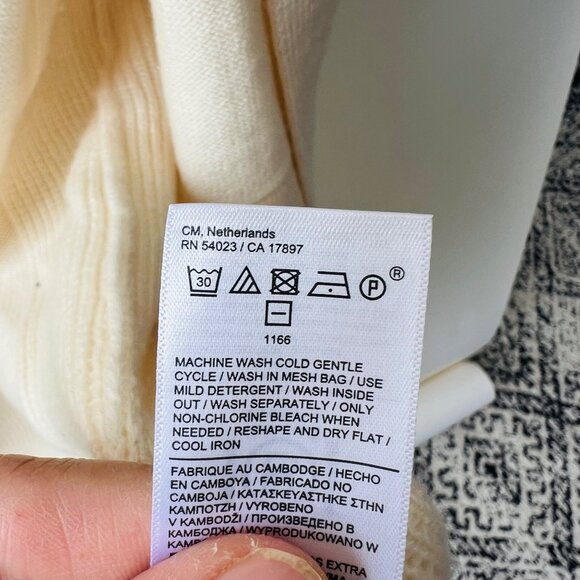 CM, Netherlands
RN 54023 / CA 17897
30
P ®
1166
MACHINE WASH COLD GENTLE
CYCLE / WASH IN MESH BAG / USE
MILD DETERGENT / WASH INSIDE
OUT / WASH SEPARATELY / ONLY
NON-CHLORINE BLEACH WHEN
NEEDED / RESHAPE AND DRY FLAT /
COOL IRON
FABRIQUE AU CAMBODGE / HECHO
EN CAMBOYA / FABRICADO NO
CAMBOJA / ΚΑΤΑΣΚΕΥΑΣΤΗΚΕ ΣΤΗΝ
ΚΑΜΠΟΤΖΗ / VYROBENO
V KAMBODŽI / ПРОИЗВЕДЕНО В
КАМБОДЖА / WYPRODUKOWANO W
EXTRA